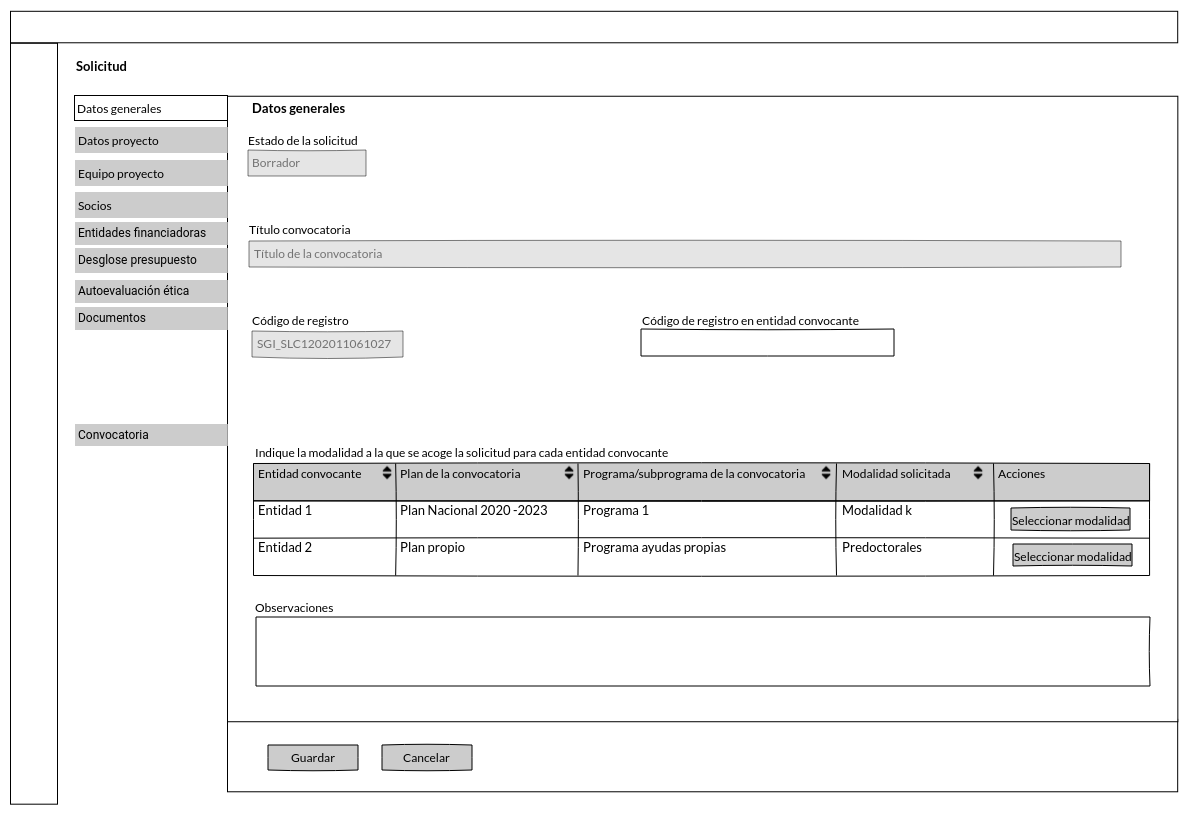 Solicitud
Datos generales
Datos proyecto
Equipo proyecto
Socios
Entidades financiadoras
Desglose presupuesto
Autoevaluación ética
Documentos
Convocatoria
Datos generales
Estado de la solicitud
Borrador
Título convocatoria
Título de la convocatoria
Código de registro
SGI_SLC1202011061027
Código de registro en entidad convocante
Indique la modalidad a la que se acoge la solicitud para cada entidad convocante
Entidad convocante Plan de la convocatoria Programa/subprograma de la convocatoria Modalidad solicitada Acciones
Entidad 1 Plan Nacional 2020 -2023 Programa 1 Modalidad k Seleccionar modalidad
Entidad 2 Plan propio Programa ayudas propias Predoctorales Seleccionar modalidad
Observaciones
Guardar Cancelar